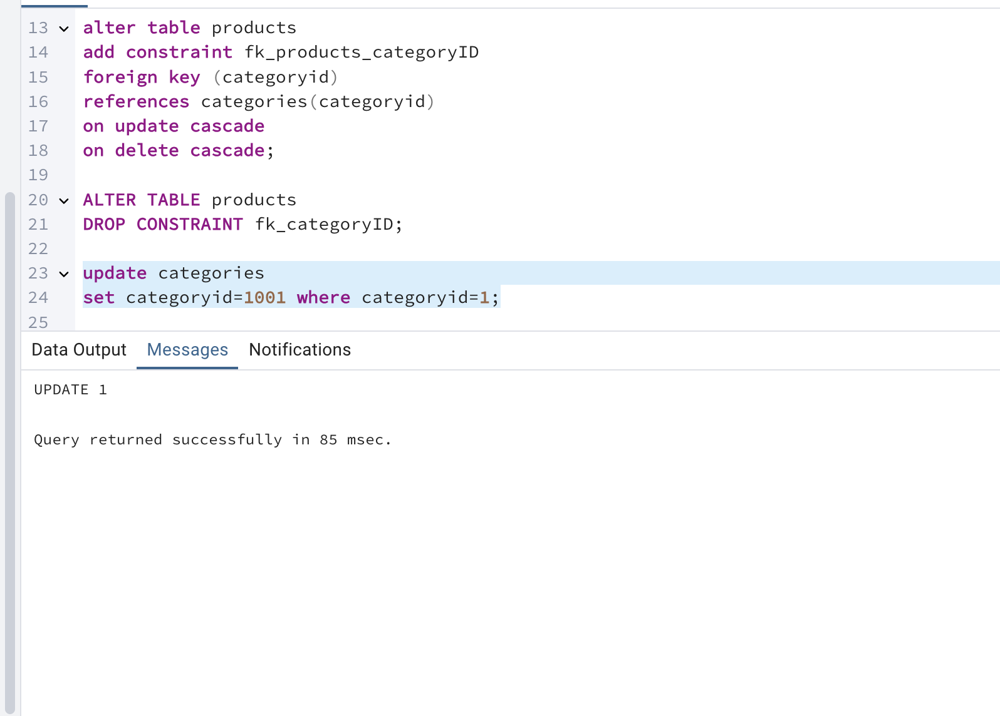 13 alter table products
14 add constraint fk_products_categoryID
15 foreign key (categoryid)
16 references categories(categoryid)
17 on update cascade
18 on delete cascade;
19
20 ALTER TABLE products
21 DROP CONSTRAINT fk_categoryID;
22
23 update categories
24 set categoryid=1001 where categoryid=1;
25
Data Output Messages Notifications
UPDATE 1
Query returned successfully in 85 msec.